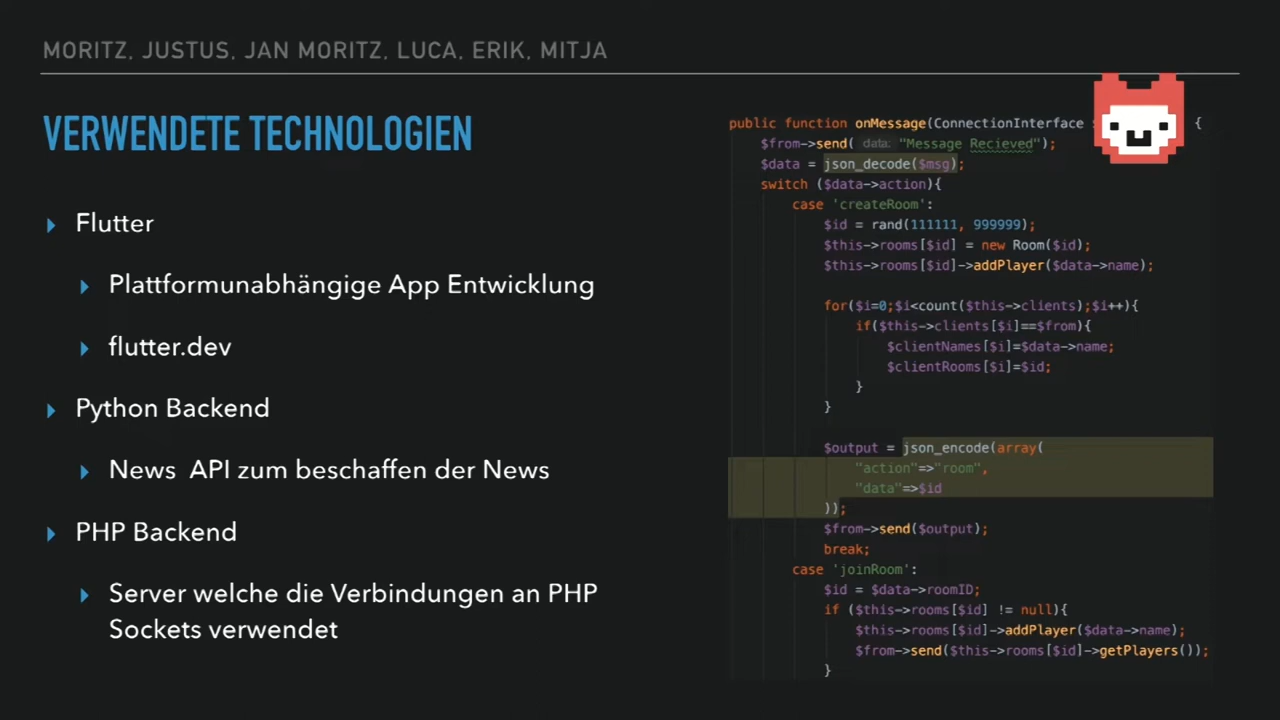 MORITZ, JUSTUS, JAN MORITZ, LUCA, ERIK, MITJA
VERWENDETE TECHNOLOGIEN
Flutter
Plattformunabhängige App Entwicklung
flutter.dev
Python Backend
News API zum beschaffen der News
PHP Backend
Server welche die Verbindungen an PHP
Sockets verwendet
public function onMessage(ConnectionInterface {
$from->send( data: "Message Recieved");
$data = json_decode($msg);
switch ($data->action){
case 'createRoom':
$id = rand(111111, 999999);
$this->rooms[$id] = new Room($id);
$this->rooms[$id]->addPlayer($data->name);
for($i=0;$i<count($this->clients);$i++){
if($this->clients[$i]==$from){
$clientNames[$i]=$data->name;
$clientRooms[$i]=$id;
}
}
$output = json_encode(array(
"action"=>"room",
"data"=>$id
));
$from->send($output);
break;
case 'joinRoom':
$id = $data->roomID;
if ($this->rooms[$id] != null){
$this->rooms[$id]->addPlayer($data->name);
$from->send($this->rooms[$id]->getPlayers());
}